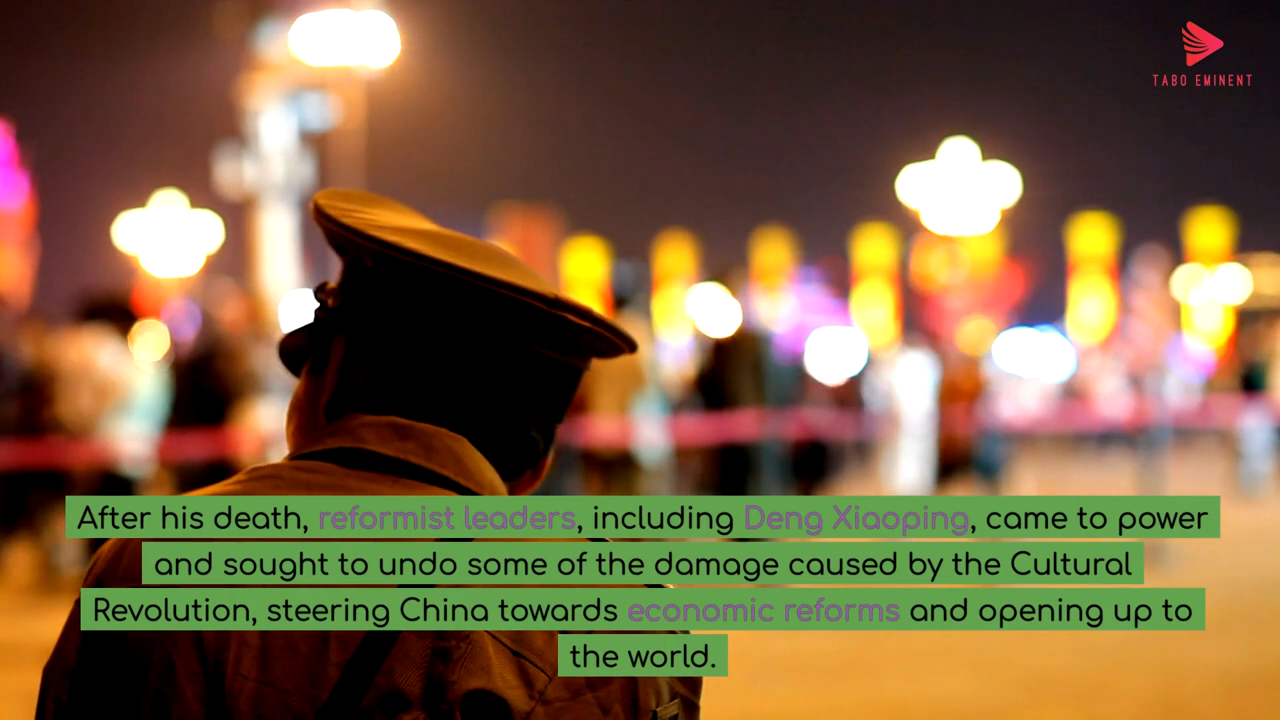 TABO EMINENT
After his death, reformist leaders, including Deng Xiaoping, came to power
and sought to undo some of the damage caused by the Cultural
Revolution, steering China towards economic reforms and opening up to
the world.